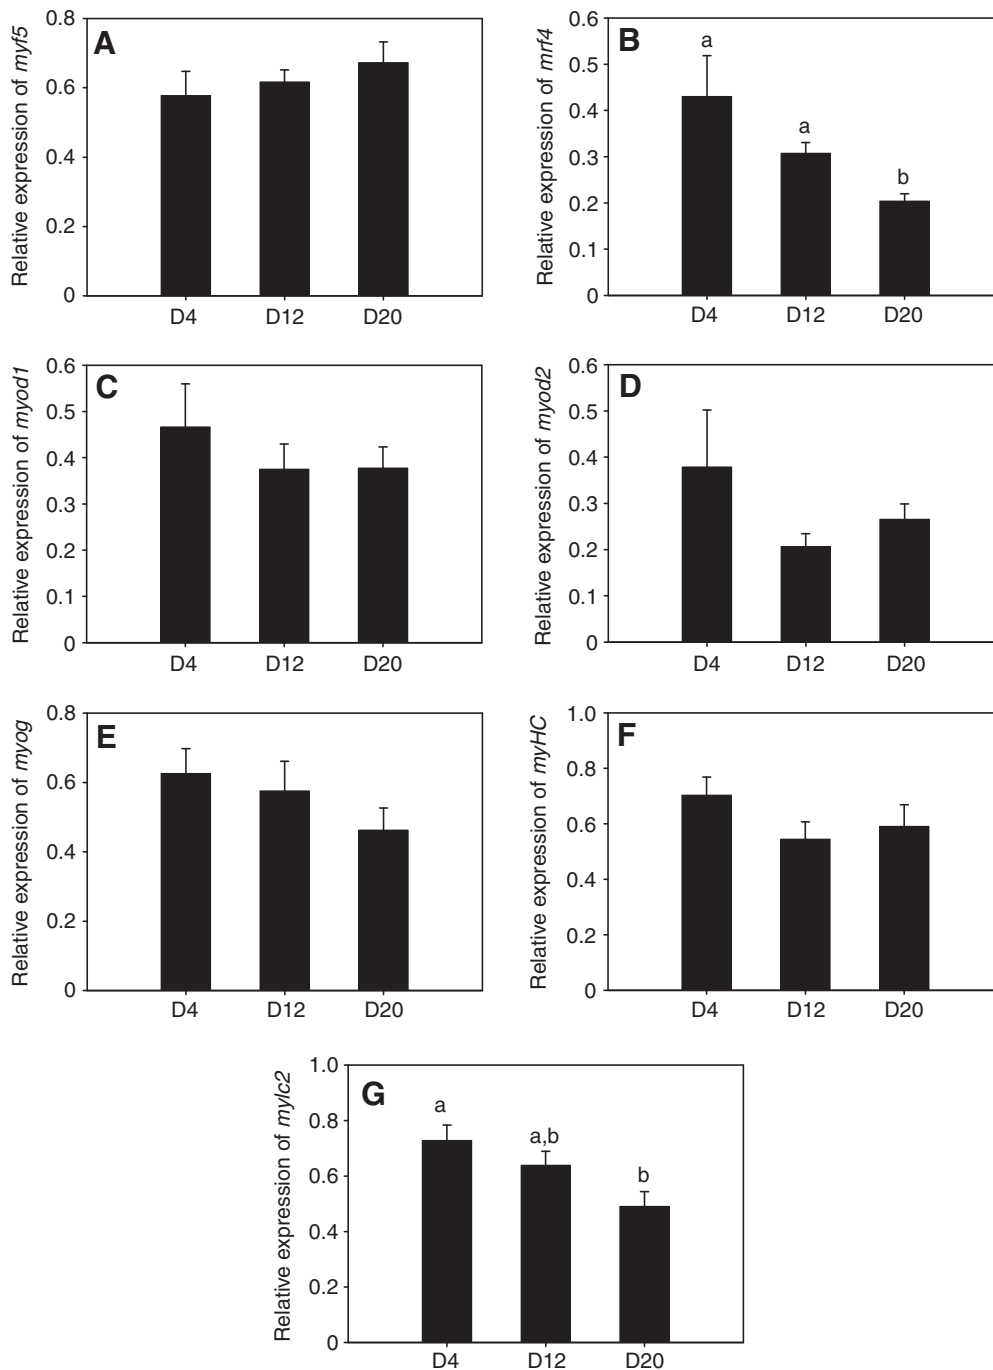 A
Relative expression of myf5
0.8
0.6
0.4
0.2
0
D4 D12 D20
B
Relative expression of mrf4
0.6
0.5
0.4
0.3
0.2
0.1
0
a
a
b
D4 D12 D20
C
Relative expression of myod1
0.6
0.5
0.4
0.3
0.2
0.1
0
D4 D12 D20
D
Relative expression of myod2
0.6
0.5
0.4
0.3
0.2
0.1
0
D4 D12 D20
E
Relative expression of myog
0.8
0.6
0.4
0.2
0
D4 D12 D20
F
Relative expression of myHC
1.0
0.8
0.6
0.4
0.2
0
D4 D12 D20
G
Relative expression of mylc2
1.0
0.8
0.6
0.4
0.2
0
a
a,b
b
D4 D12 D20